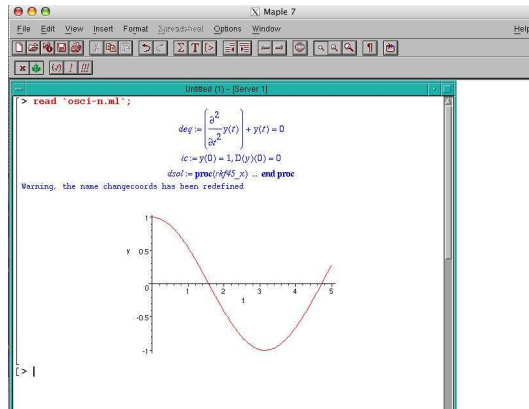 Maple 7
File Edit View Insert Format Spreadsheet Options Window Help
Untitled (1) - [Server 1]
[> read `osci-n.ml`;
deq := (∂²/∂t² y(t)) + y(t) = 0
ic := y(0) = 1, D(y)(0) = 0
dsol := proc(rkf45_x) ... end proc
Warning, the name changecoords has been redefined
1
y 0.5
0 1 2 3 4 5
t
-0.5
-1
[>